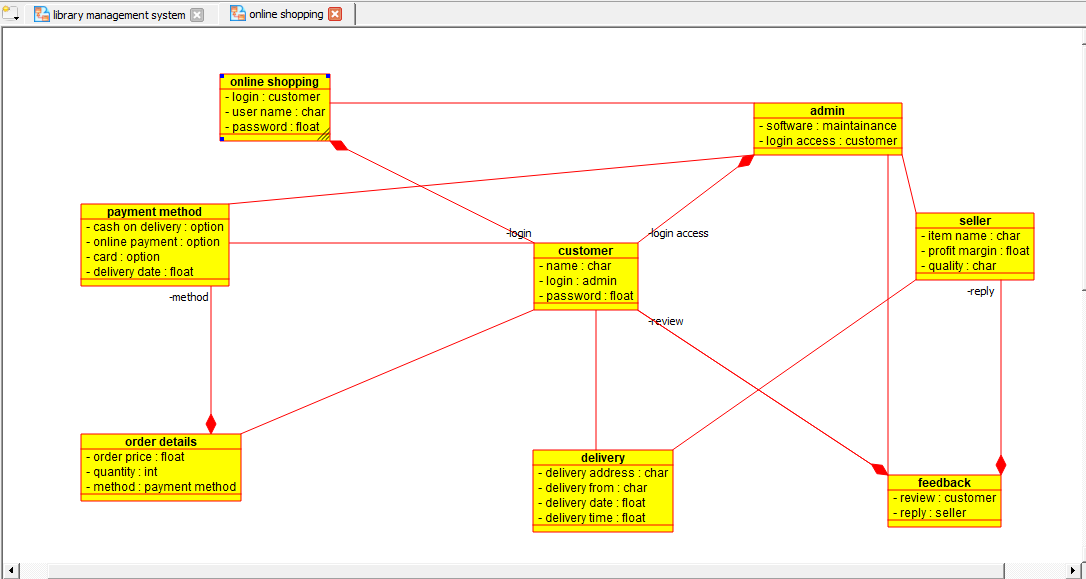 library management system
online shopping
online shopping
- login : customer
- user name : char
- password : float
admin
- software : maintainance
- login access : customer
payment method
- cash on delivery : option
- online payment : option
- card : option
- delivery date : float
seller
- item name : char
- profit margin : float
- quality : char
-login
-login access
customer
- name : char
- login : admin
- password : float
-method
-reply
-review
order details
- order price : float
- quantity : int
- method : payment method
delivery
- delivery address : char
- delivery from : char
- delivery date : float
- delivery time : float
feedback
- review : customer
- reply : seller